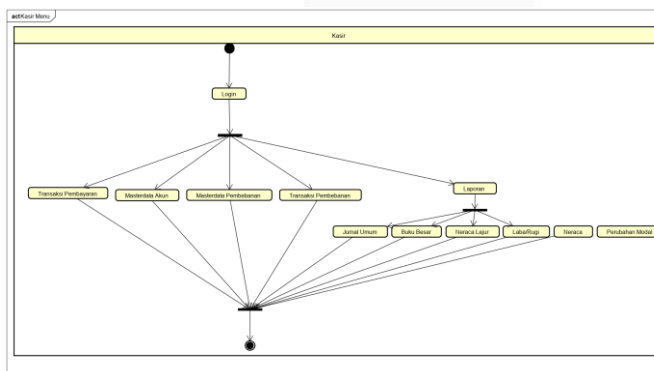 act Kasir Menu
Kasir
Login
Transaksi Pembayaran
Masterdata Akun
Masterdata Pembebanan
Transaksi Pembebanan
Laporan
Jurnal Umum
Buku Besar
Neraca Lajur
Laba/Rugi
Neraca
Perubahan Modal